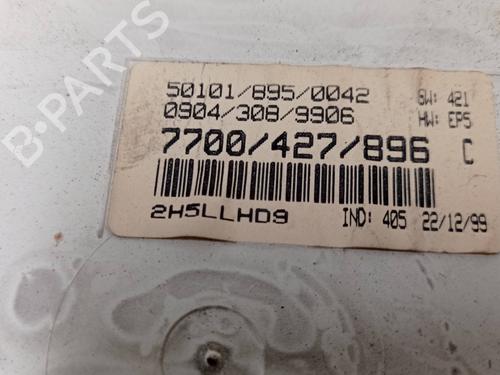 50101/895/0042 SW: 421
0904/308/9906 HW: EPS
7700/427/896 C
2H5LLHD9 IND: 405 22/12/99
B-PARTS